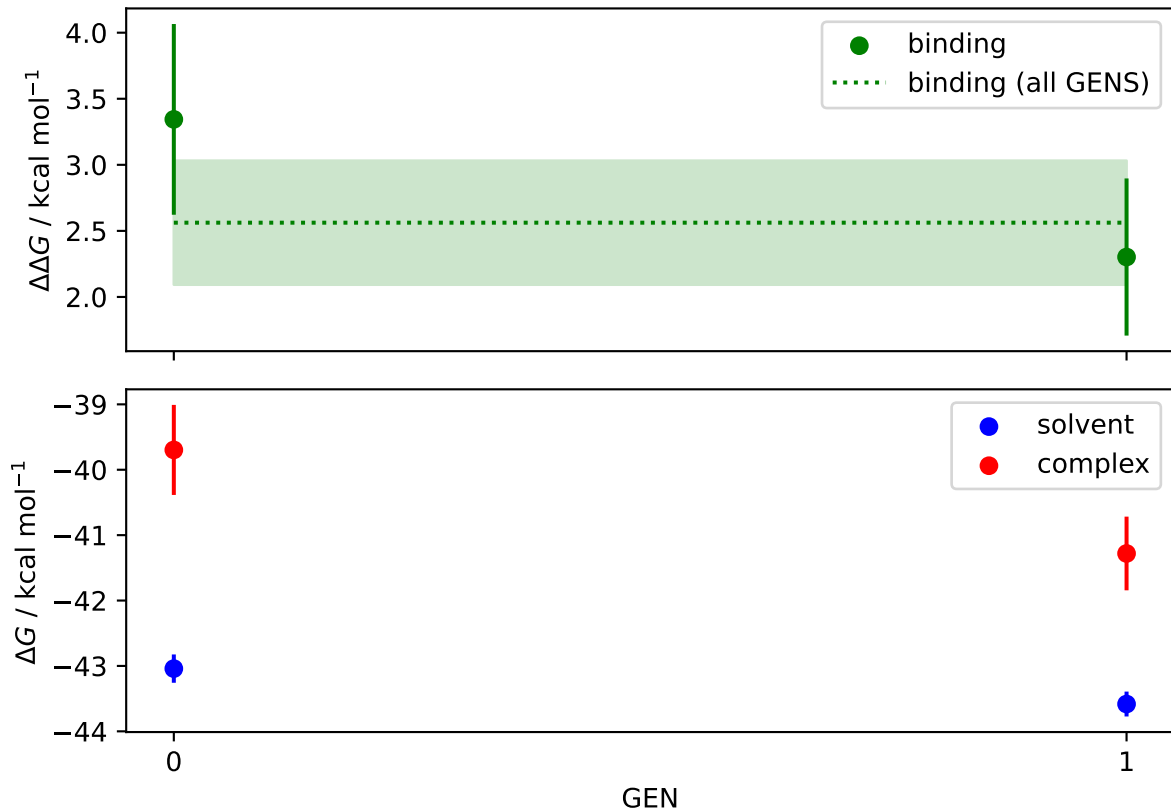 4.0
3.5
3.0
2.5
2.0
ΔΔG / kcal mol⁻¹
binding
binding (all GENS)
−39
−40
−41
−42
−43
−44
ΔG / kcal mol⁻¹
solvent
complex
0
1
GEN